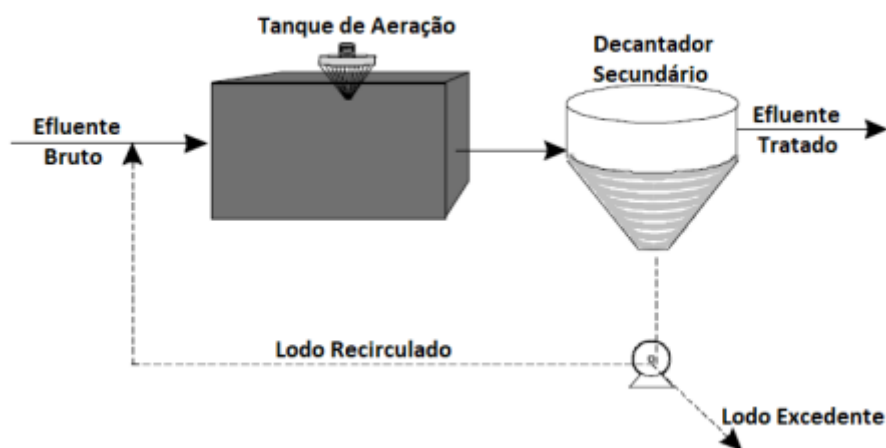 Tanque de Aeração
Decantador
Secundário
Efluente
Bruto
Efluente
Tratado
Lodo Recirculado
Lodo Excedente